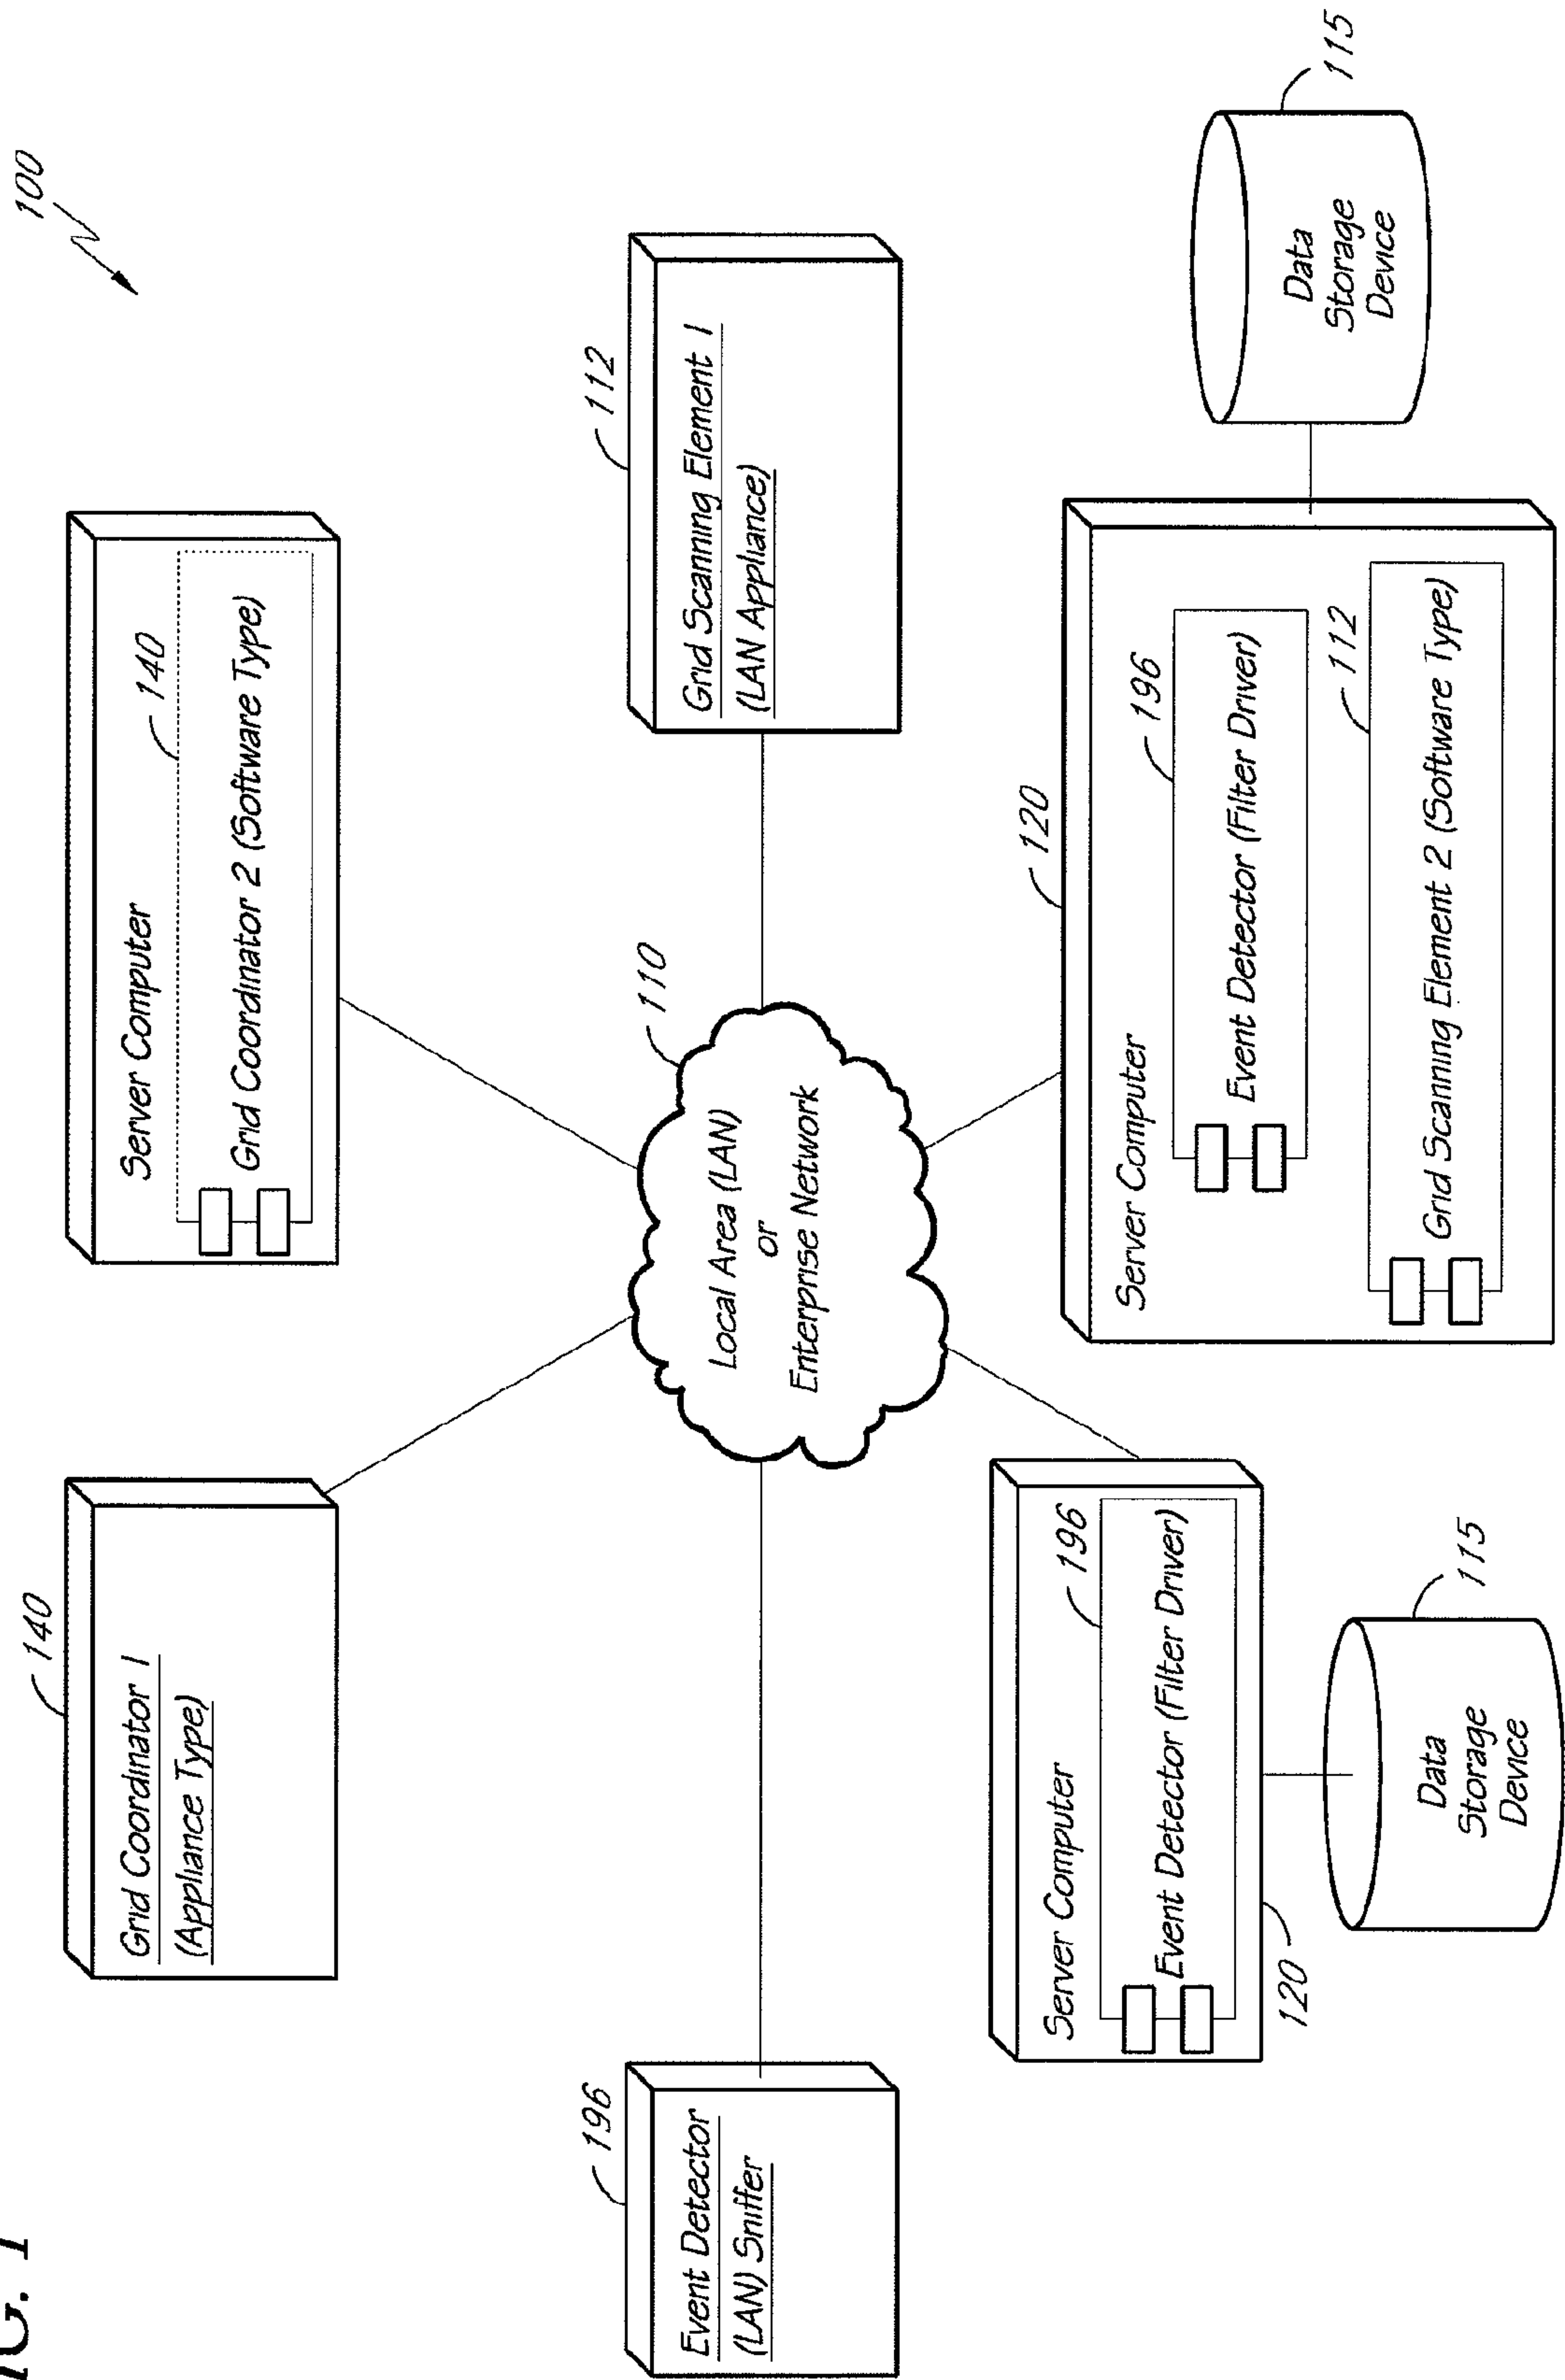 IG. 1
100
140
Grid Coordinator 1
(Appliance Type)
Server Computer
140
Grid Coordinator 2 (Software Type)
196
Event Detector
(LAN) Sniffer
110
Local Area (LAN)
or
Enterprise Network
112
Grid Scanning Element 1
(LAN Appliance)
Server Computer
196
Event Detector (Filter Driver)
120
Data
Storage
Device
115
120
Server Computer
196
Event Detector (Filter Driver)
112
Grid Scanning Element 2 (Software Type)
Data
Storage
Device
115